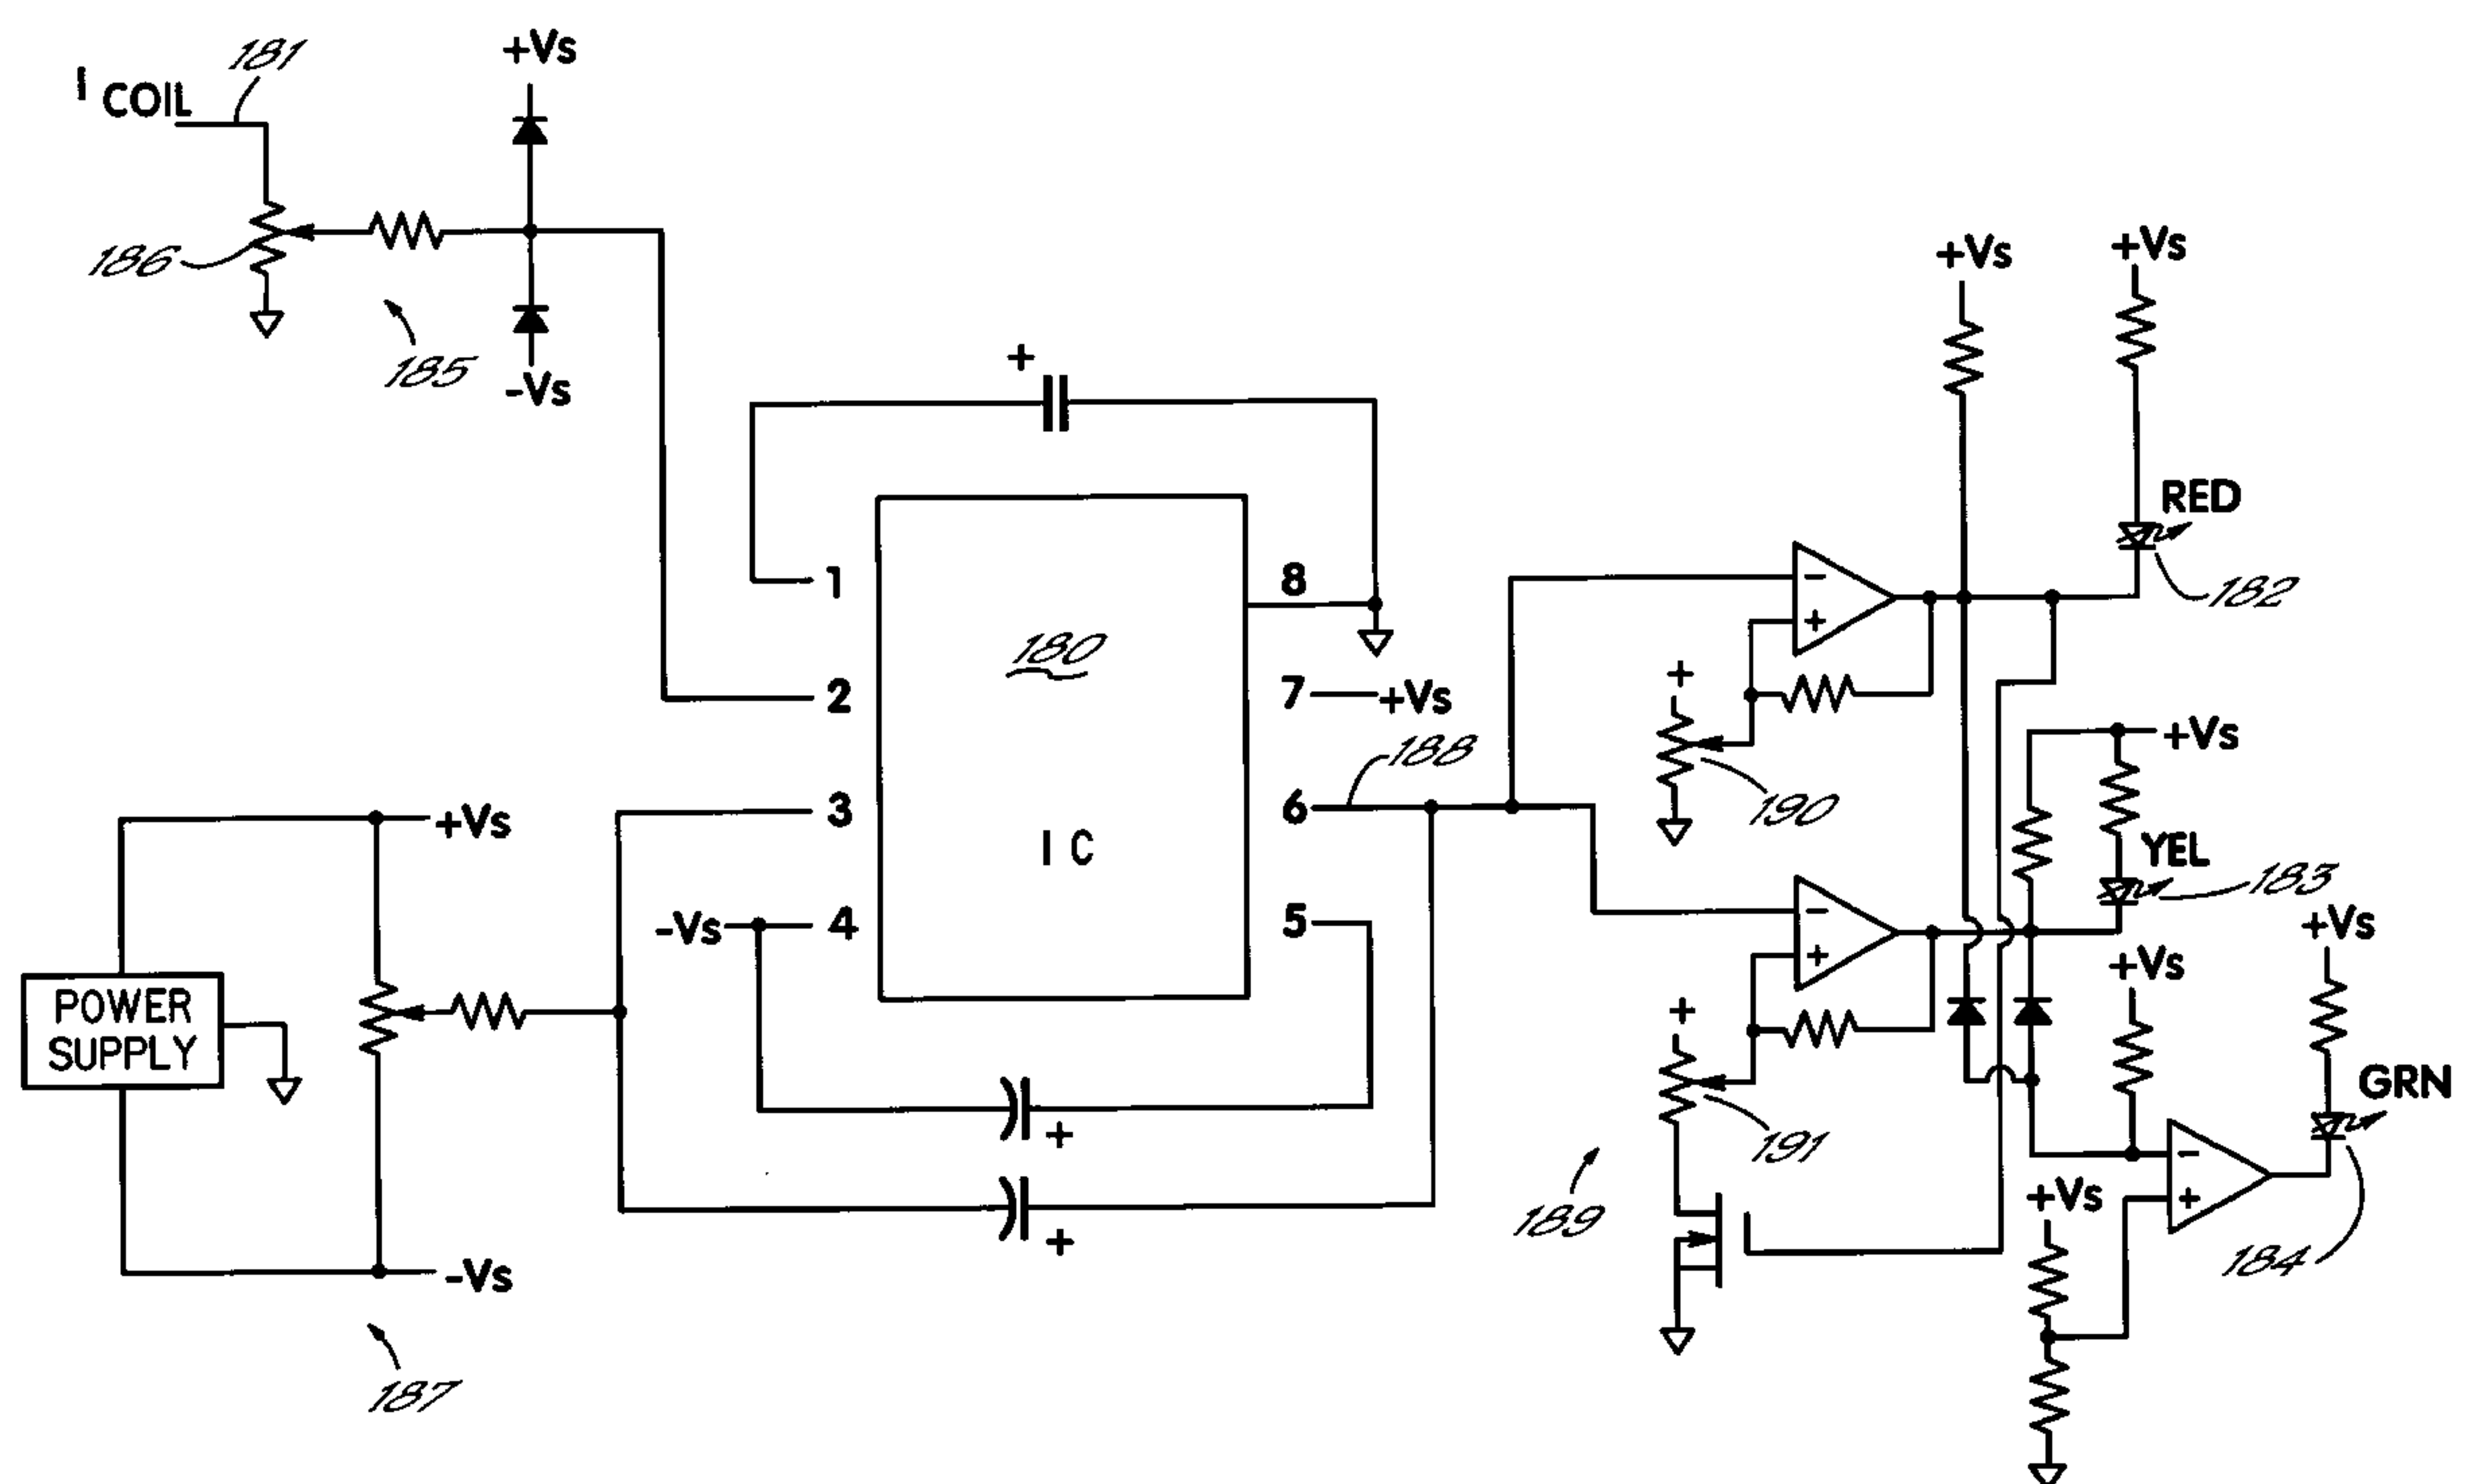 181
I COIL
+Vs
186
185
-Vs
+
+Vs
+Vs
RED
182
-
+
1
8
180
2
7
+Vs
+
188
190
+Vs
+Vs
3
6
IC
YEL
183
-Vs
4
5
-
+
+Vs
+Vs
POWER
SUPPLY
+
191
GRN
+
-
+
+Vs
+
189
184
-Vs
187